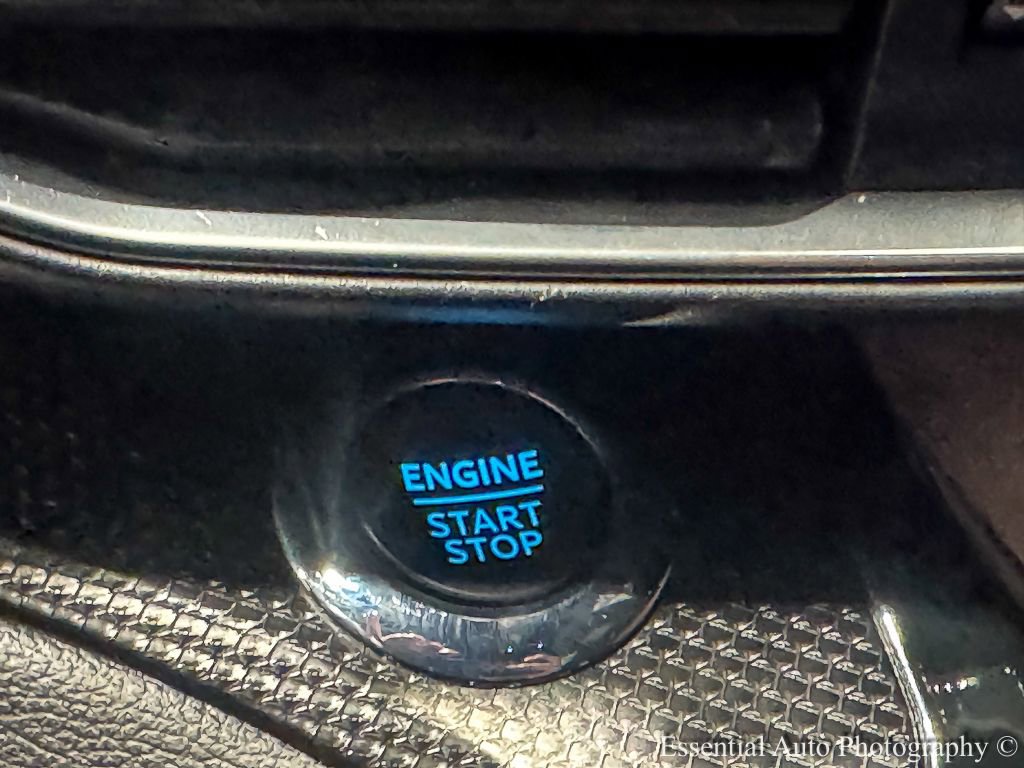 ENGINE
START
STOP
Essential Auto Photography ©